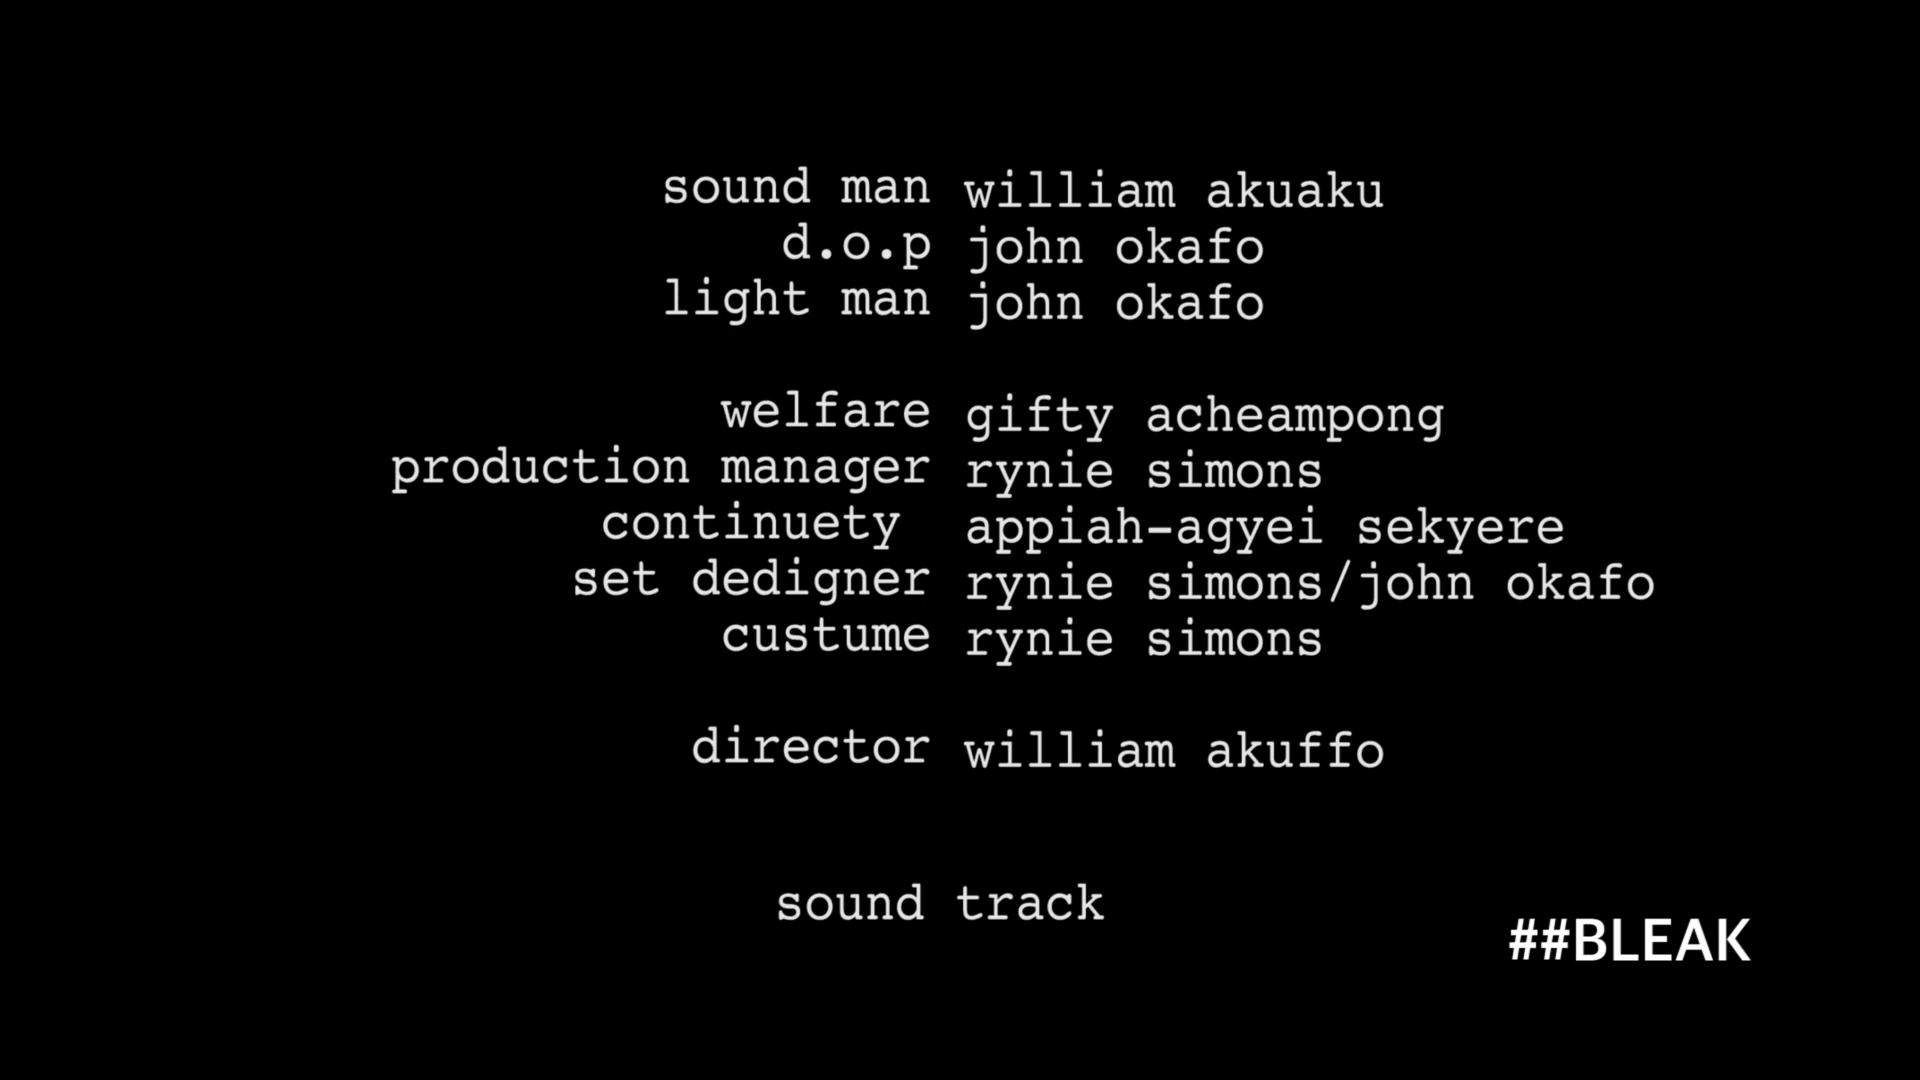 sound man william akuaku
d.o.p john okafo
light man john okafo
welfare gifty acheampong
production manager rynie simons
continuety appiah-agyei sekyere
set dedigner rynie simons/john okafo
custume rynie simons
director william akuffo
sound track
##BLEAK